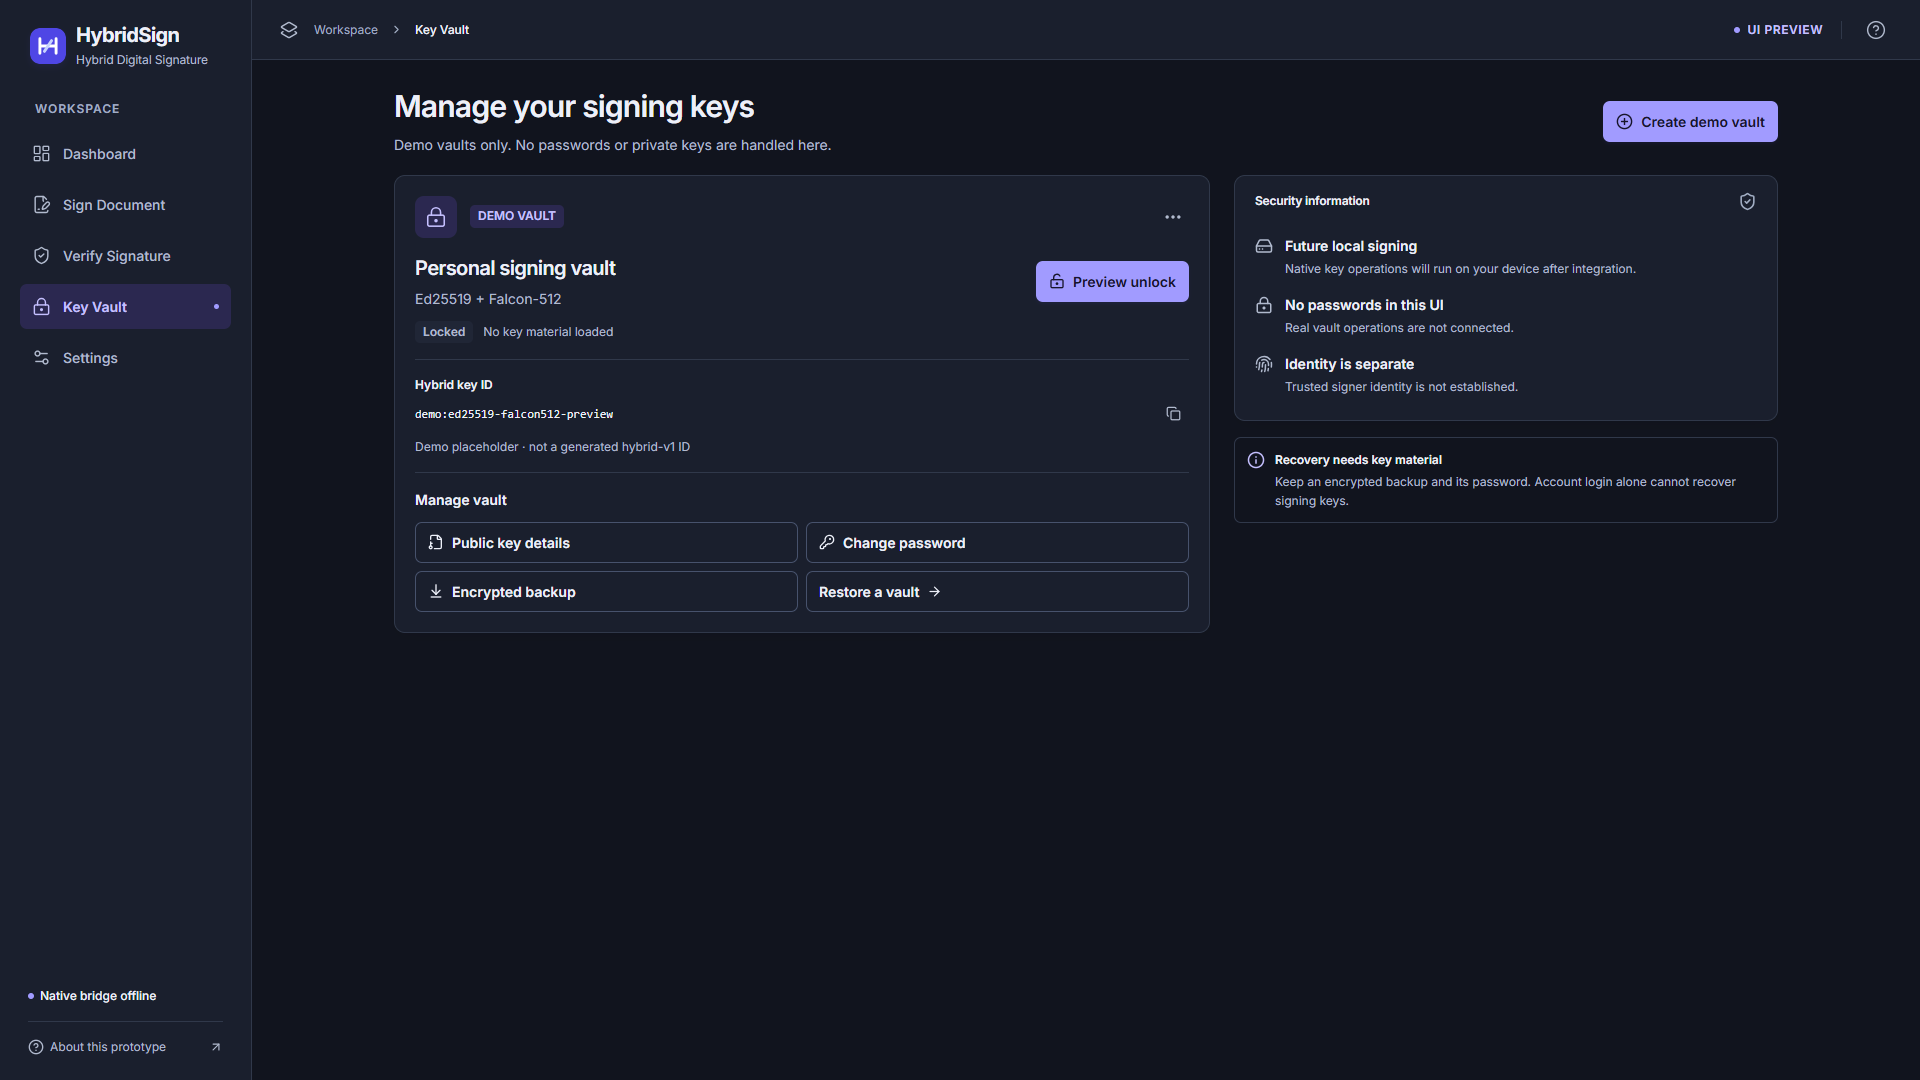 HybridSign
Hybrid Digital Signature
WORKSPACE
Dashboard
Sign Document
Verify Signature
Key Vault
Settings
Native bridge offline
About this prototype
Workspace
Key Vault
UI PREVIEW
Manage your signing keys
Demo vaults only. No passwords or private keys are handled here.
Create demo vault
DEMO VAULT
Personal signing vault
Ed25519 + Falcon-512
Locked No key material loaded
Preview unlock
Hybrid key ID
demo:ed25519-falcon512-preview
Demo placeholder · not a generated hybrid-v1 ID
Manage vault
Public key details
Change password
Encrypted backup
Restore a vault →
Security information
Future local signing
Native key operations will run on your device after integration.
No passwords in this UI
Real vault operations are not connected.
Identity is separate
Trusted signer identity is not established.
Recovery needs key material
Keep an encrypted backup and its password. Account login alone cannot recover
signing keys.